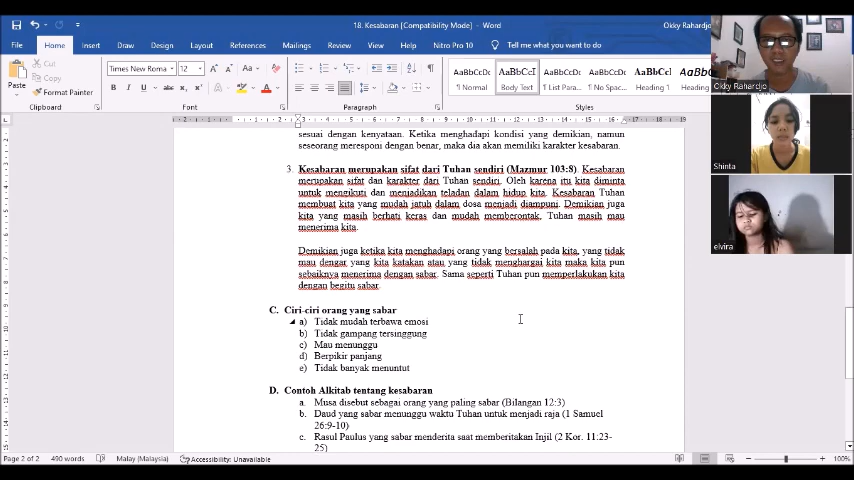 18. Kesabaran [Compatibility Mode] - Word
Okky Rahardjo
File Home Insert Draw Design Layout References Mailings Review View Help Nitro Pro 10 Tell me what you want to do
Paste
Cut
Copy
Format Painter
Clipboard
Times New Roma 12
Font
Paragraph
AaBbCcDc AaBbCcI AaBbCcDc AaBbCcDc AaBbCcl AaBbC
¶ Normal Body Text ¶ List Para... ¶ No Spac... Heading 1
Styles
Okky Rahardjo
Shinta
elvira
sesuai dengan kenyataan. Ketika menghadapi kondisi yang demikian, namun
seseorang meresponi dengan benar, maka dia akan memiliki karakter kesabaran.
3. Kesabaran merupakan sifat dari Tuhan sendiri (Mazmur 103:8). Kesabaran
merupakan sifat dan karakter dari Tuhan sendiri. Oleh karena itu kita diminta
untuk mengikuti dan menjadikan teladan dalam hidup kita. Kesabaran Tuhan
membuat kita yang mudah jatuh dalam dosa menjadi diampuni. Demikian juga
kita yang masih berhati keras dan mudah memberontak, Tuhan masih mau
menerima kita.
Demikian juga ketika kita menghadapi orang yang bersalah pada kita, yang tidak
mau dengar yang kita katakan atau yang tidak menghargai kita maka kita pun
sebaiknya menerima dengan sabar. Sama seperti Tuhan pun memperlakukan kita
dengan begitu sabar.
C. Ciri-ciri orang yang sabar
a) Tidak mudah terbawa emosi
b) Tidak gampang tersinggung
c) Mau menunggu
d) Berpikir panjang
e) Tidak banyak menuntut
D. Contoh Alkitab tentang kesabaran
a. Musa disebut sebagai orang yang paling sabar (Bilangan 12:3)
b. Daud yang sabar menunggu waktu Tuhan untuk menjadi raja (1 Samuel
26:9-10)
c. Rasul Paulus yang sabar menderita saat memberitakan Injil (2 Kor. 11:23-
25)
Page 2 of 2 490 words Malay (Malaysia) Accessibility: Unavailable 100%